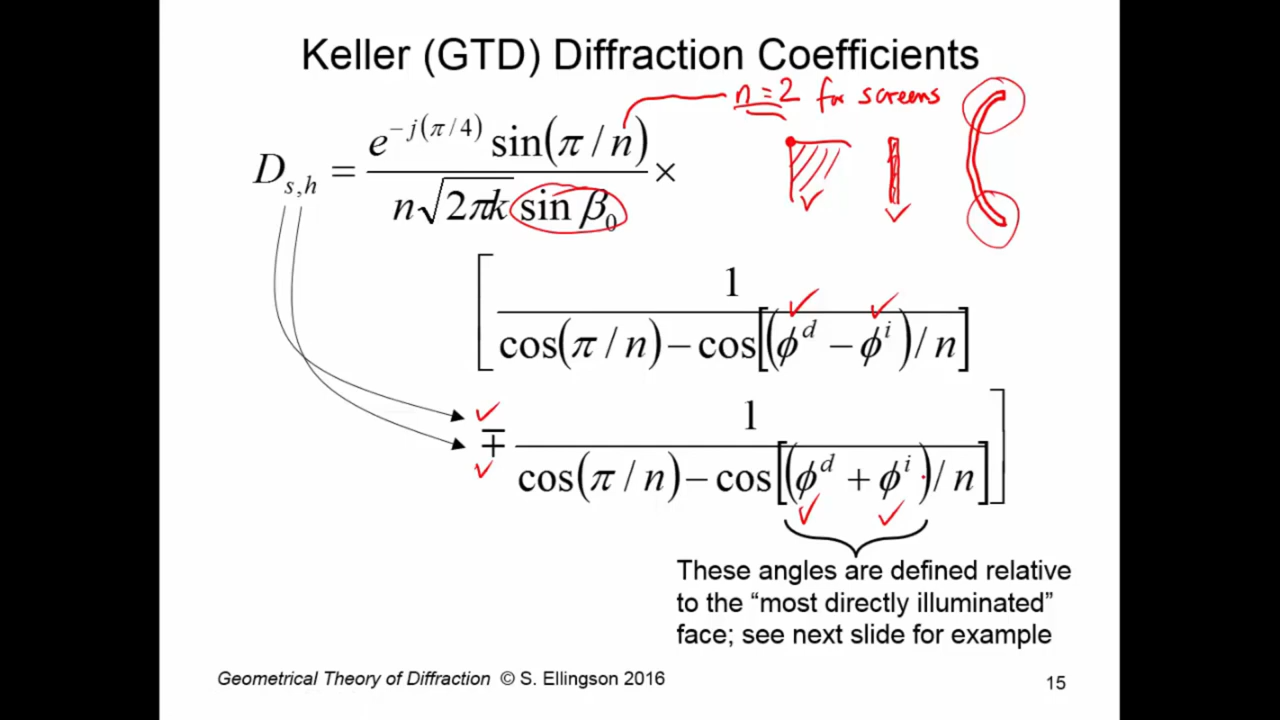 Keller (GTD) Diffraction Coefficients
n = 2 for screens
D_{s,h} = e^{-j(π/4)} sin(π/n) / n√2πk sin β_0 ×
[ 1 / cos(π/n) − cos[(φ^d − φ^i)/n]
∓ 1 / cos(π/n) − cos[(φ^d + φ^i)/n] ]
These angles are defined relative
to the “most directly illuminated”
face; see next slide for example
Geometrical Theory of Diffraction © S. Ellingson 2016
15